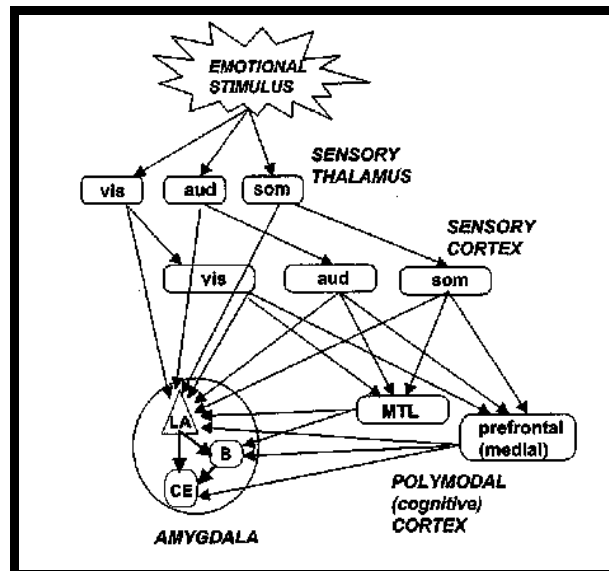 EMOTIONAL
STIMULUS
SENSORY
THALAMUS
vis aud som
SENSORY
CORTEX
vis aud som
LA
MTL
prefrontal
(medial)
B
CE
POLYMODAL
(cognitive)
CORTEX
AMYGDALA